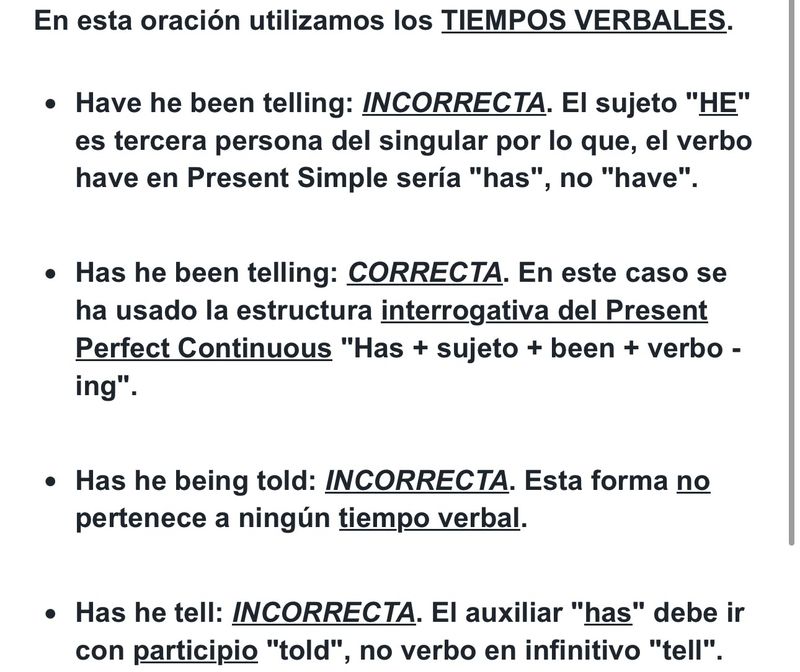 En esta oración utilizamos los TIEMPOS VERBALES.
• Have he been telling: INCORRECTA. El sujeto "HE"
es tercera persona del singular por lo que, el verbo
have en Present Simple sería "has", no "have".
• Has he been telling: CORRECTA. En este caso se
ha usado la estructura interrogativa del Present
Perfect Continuous "Has + sujeto + been + verbo -
ing".
• Has he being told: INCORRECTA. Esta forma no
pertenece a ningún tiempo verbal.
• Has he tell: INCORRECTA. El auxiliar "has" debe ir
con participio "told", no verbo en infinitivo "tell".